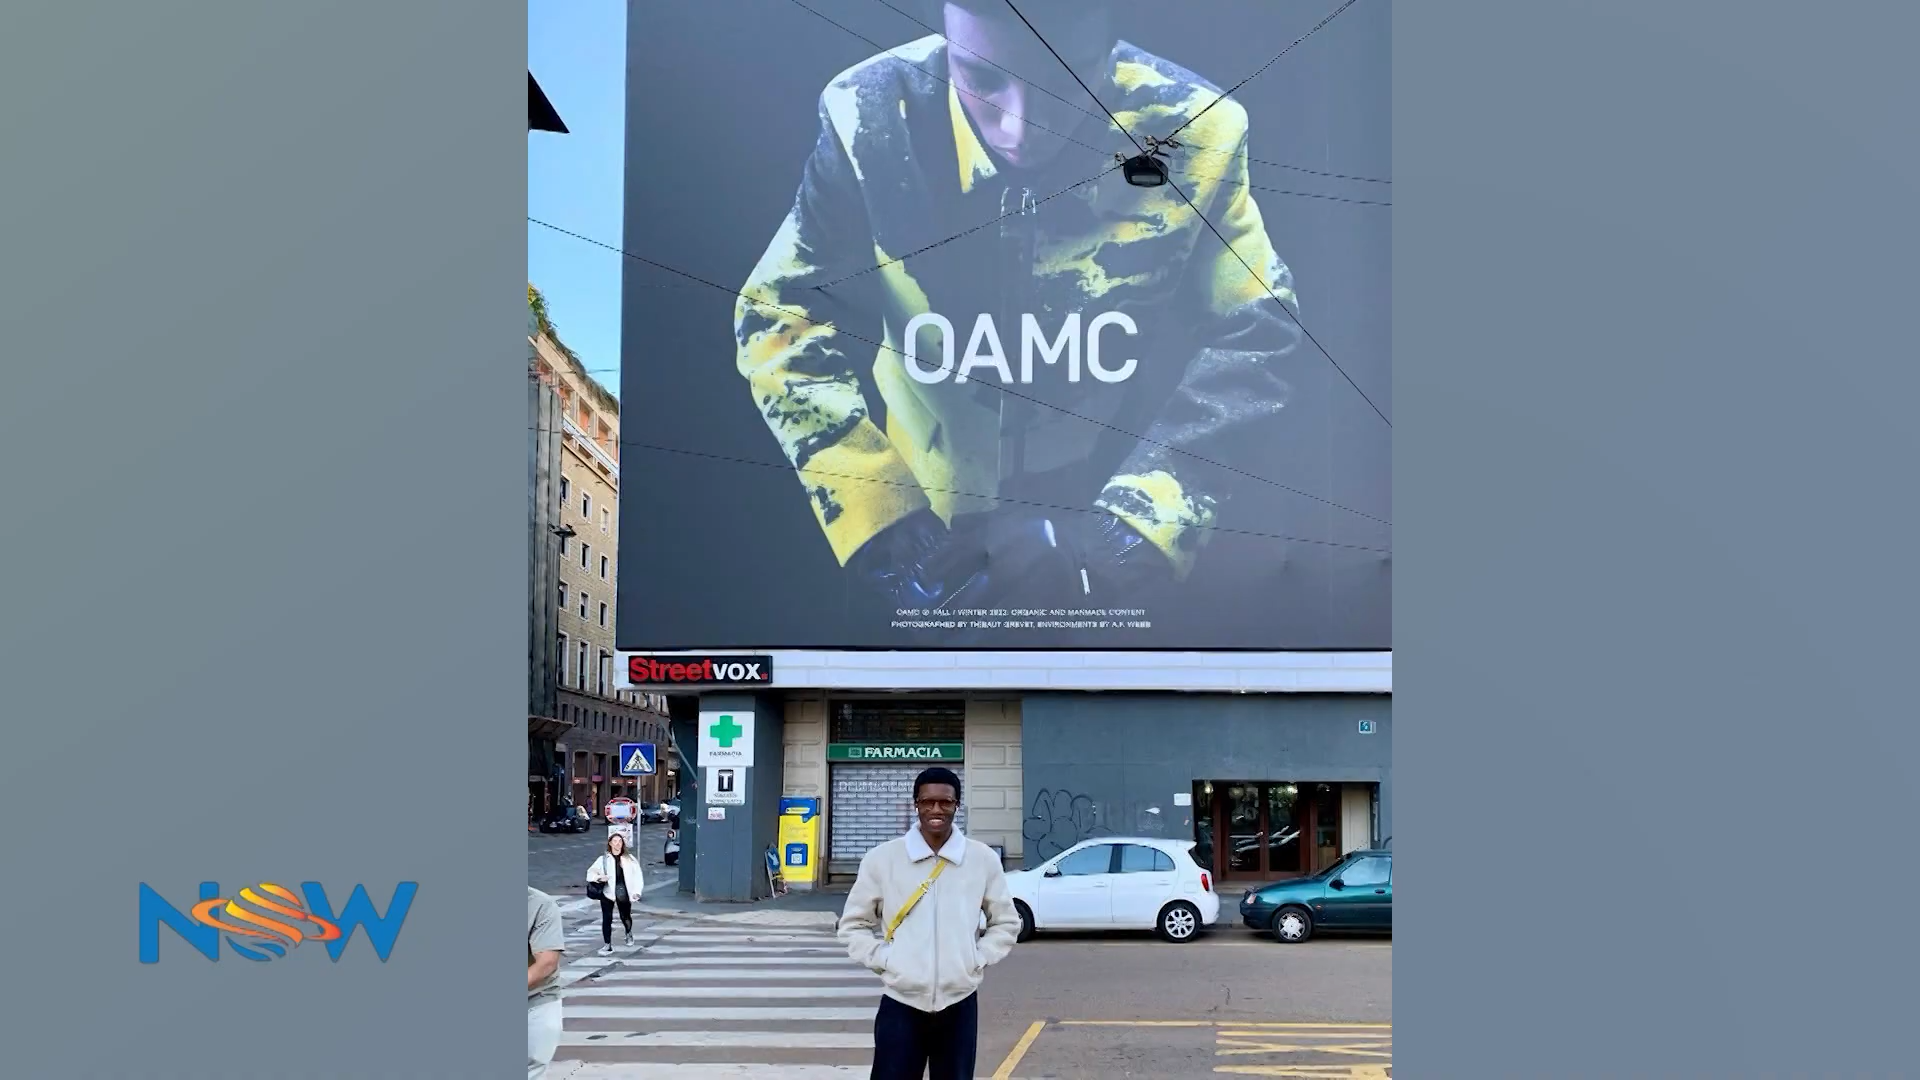 OAMC
OAMC @ FALL / WINTER 2022: ORGANIC AND MANMADE CONTENT
PHOTOGRAPHED BY THIBAUT GREVET, ENVIRONMENTS BY A.F. WEBB
Streetvox.
FARMACIA
FARMACIA
T
NOW